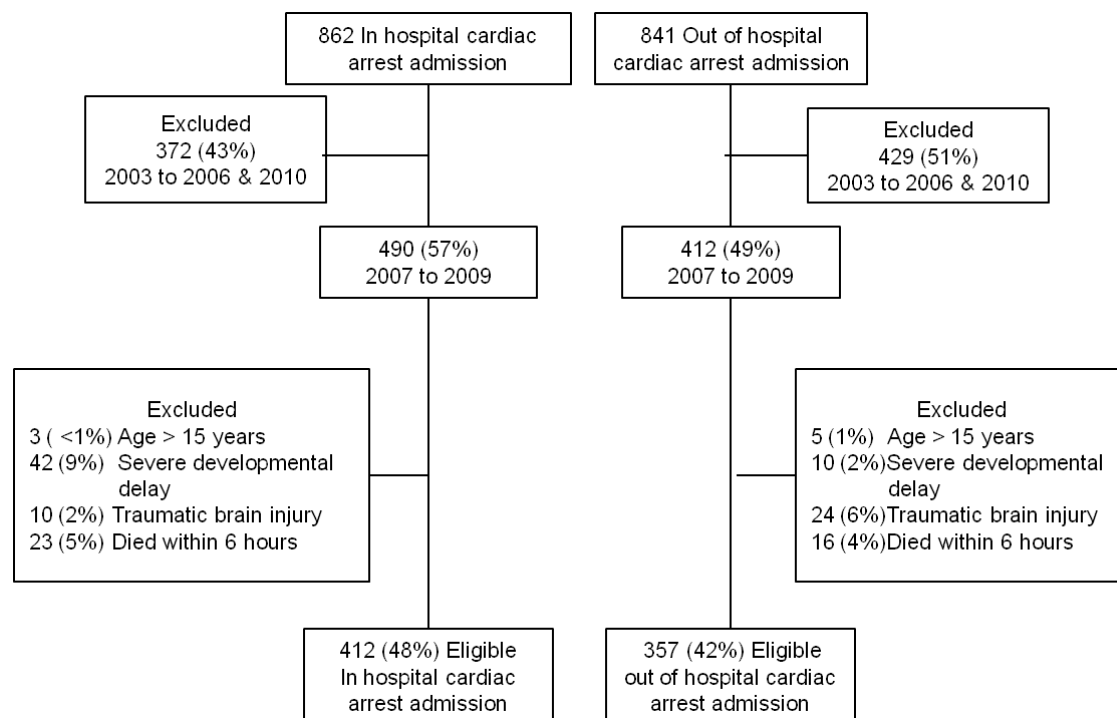 862 In hospital cardiac
arrest admission
841 Out of hospital
cardiac arrest admission
Excluded
372 (43%)
2003 to 2006 & 2010
Excluded
429 (51%)
2003 to 2006 & 2010
490 (57%)
2007 to 2009
412 (49%)
2007 to 2009
Excluded
3 ( <1%) Age > 15 years
42 (9%) Severe developmental
delay
10 (2%) Traumatic brain injury
23 (5%) Died within 6 hours
Excluded
5 (1%) Age > 15 years
10 (2%)Severe developmental
delay
24 (6%)Traumatic brain injury
16 (4%)Died within 6 hours
412 (48%) Eligible
In hospital cardiac
arrest admission
357 (42%) Eligible
out of hospital cardiac
arrest admission